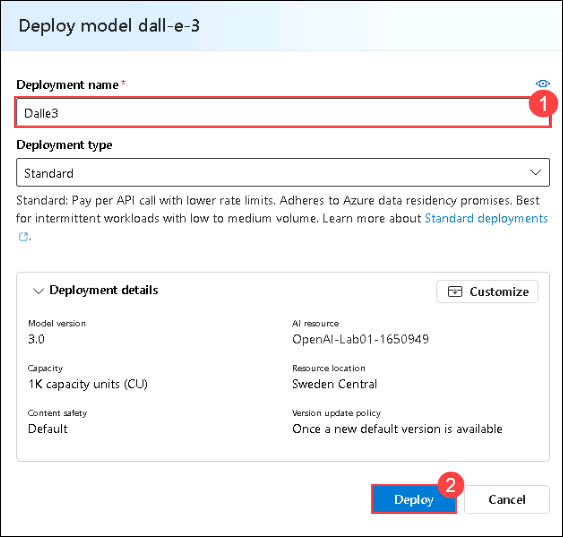 Deploy model dall-e-3
Deployment name *
1
Dalle3
Deployment type
Standard
Standard: Pay per API call with lower rate limits. Adheres to Azure data residency promises. Best
for intermittent workloads with low to medium volume. Learn more about Standard deployments
.
Deployment details
Customize
Model version
AI resource
3.0
OpenAI-Lab01-1650949
Capacity
Resource location
1K capacity units (CU)
Sweden Central
Content safety
Version update policy
Default
Once a new default version is available
2
Deploy
Cancel